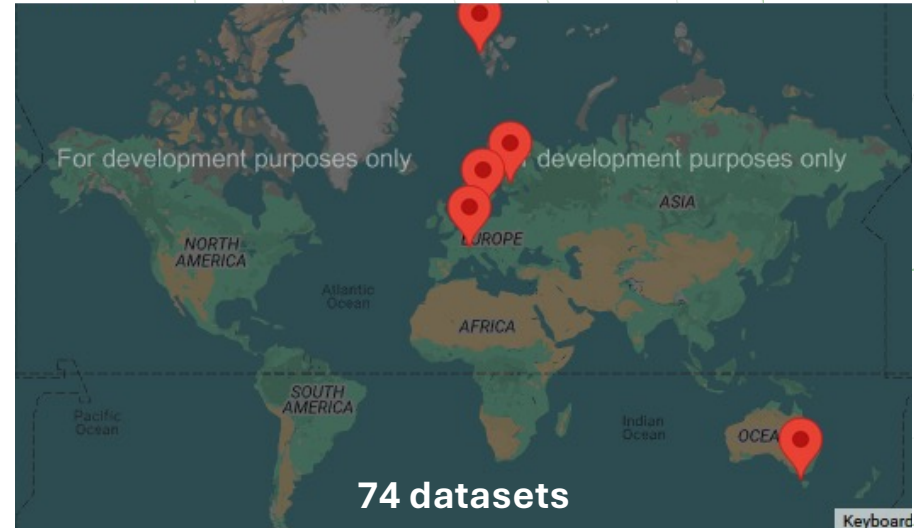 For development purposes only
development purposes only
ASIA
EUROPE
NORTH
AMERICA
Atlantic
Ocean
AFRICA
SOUTH
AMERICA
Pacific
Ocean
Indian
Ocean
OCEA
74 datasets
Keyboard